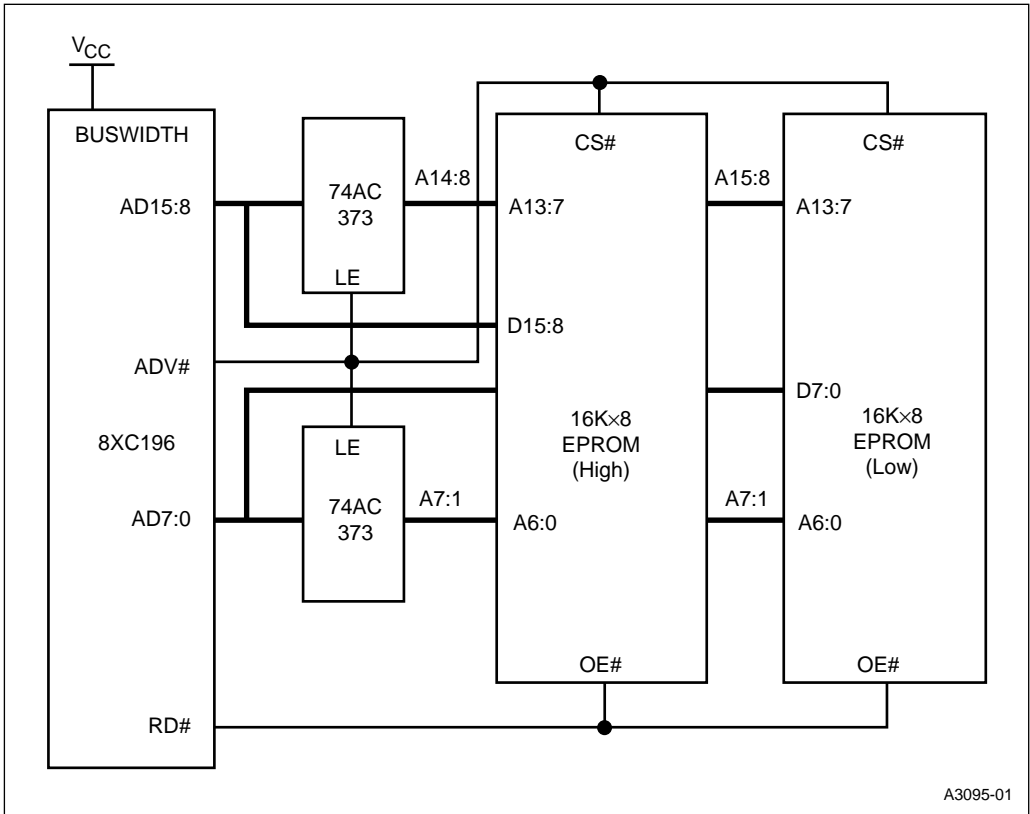 VCC
BUSWIDTH
AD15:8
ADV#
8XC196
AD7:0
RD#
74AC
373
LE
A14:8
LE
74AC
373
A7:1
CS#
A13:7
D15:8
16K×8
EPROM
(High)
A6:0
OE#
A15:8
A7:1
CS#
A13:7
D7:0
16K×8
EPROM
(Low)
A6:0
OE#
A3095-01